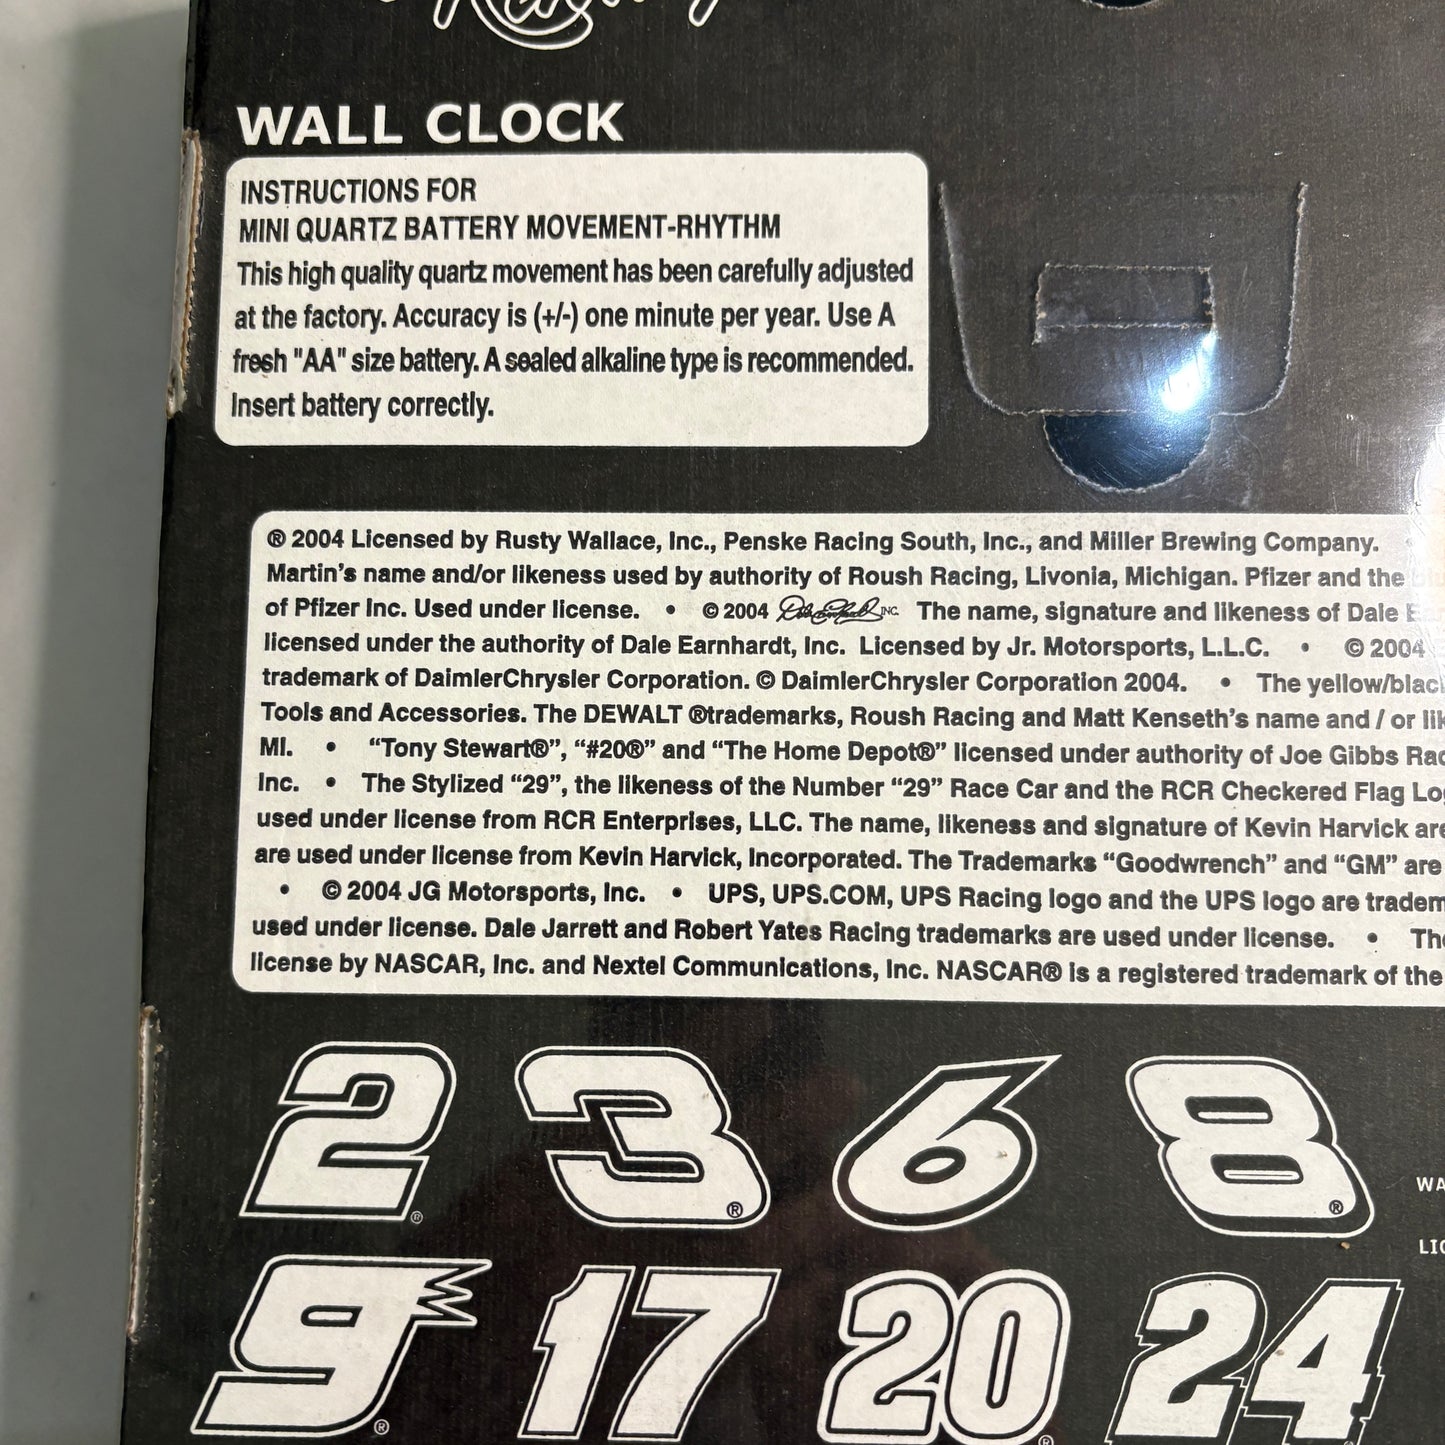 WALL CLOCK
INSTRUCTIONS FOR
MINI QUARTZ BATTERY MOVEMENT-RHYTHM
This high quality quartz movement has been carefully adjusted
at the factory. Accuracy is (+/-) one minute per year. Use A
fresh "AA" size battery. A sealed alkaline type is recommended.
Insert battery correctly.
® 2004 Licensed by Rusty Wallace, Inc., Penske Racing South, Inc., and Miller Brewing Company.
Martin's name and/or likeness used by authority of Roush Racing, Livonia, Michigan. Pfizer and the
of Pfizer Inc. Used under license. • © 2004 INC. The name, signature and likeness of Dale
licensed under the authority of Dale Earnhardt, Inc. Licensed by Jr. Motorsports, L.L.C. • © 2004
trademark of DaimlerChrysler Corporation. © DaimlerChrysler Corporation 2004. • The yellow/blac
Tools and Accessories. The DEWALT ®trademarks, Roush Racing and Matt Kenseth's name and / or lik
MI. • “Tony Stewart®”, “#20®” and “The Home Depot®” licensed under authority of Joe Gibbs Rac
Inc. • The Stylized “29”, the likeness of the Number “29” Race Car and the RCR Checkered Flag Lo
used under license from RCR Enterprises, LLC. The name, likeness and signature of Kevin Harvick are
are used under license from Kevin Harvick, Incorporated. The Trademarks “Goodwrench” and “GM” are
• © 2004 JG Motorsports, Inc. • UPS, UPS.COM, UPS Racing logo and the UPS logo are tradem
used under license. Dale Jarrett and Robert Yates Racing trademarks are used under license. • The
license by NASCAR, Inc. and Nextel Communications, Inc. NASCAR® is a registered trademark of the
2® 3® 6 8®
WA
LIC
9® 17 20® 24